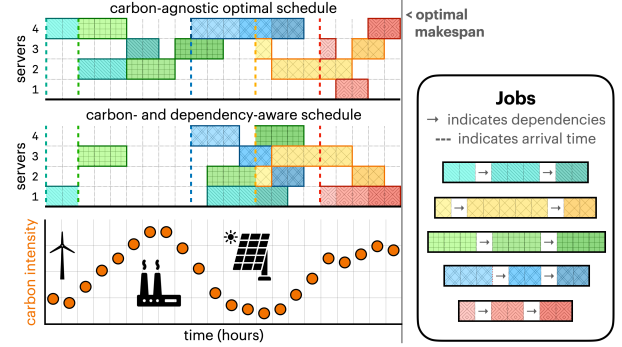 carbon-agnostic optimal schedule
servers
4
3
2
1
< optimal
makespan
carbon- and dependency-aware schedule
servers
4
3
2
1
carbon intensity
time (hours)
Jobs
→ indicates dependencies
--- indicates arrival time